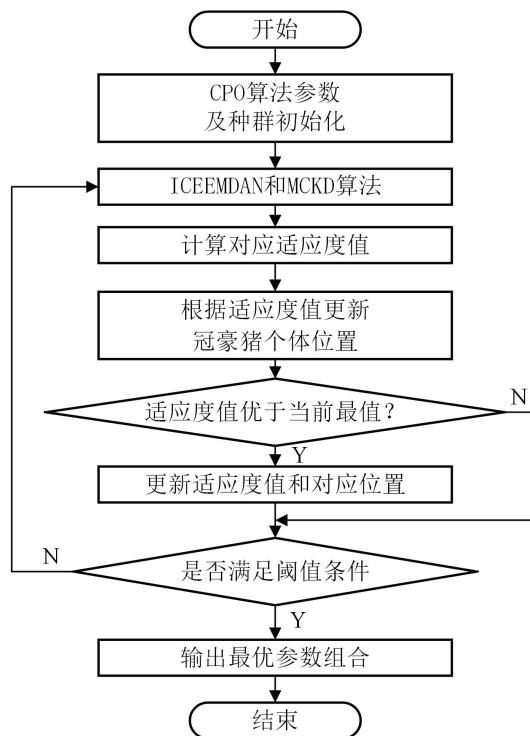 开始
CPO算法参数
及种群初始化
ICEEMDAN和MCKD算法
计算对应适应度值
根据适应度值更新
冠豪猪个体位置
适应度值优于当前最值？
N
Y
更新适应度值和对应位置
N
是否满足阈值条件
Y
输出最优参数组合
结束